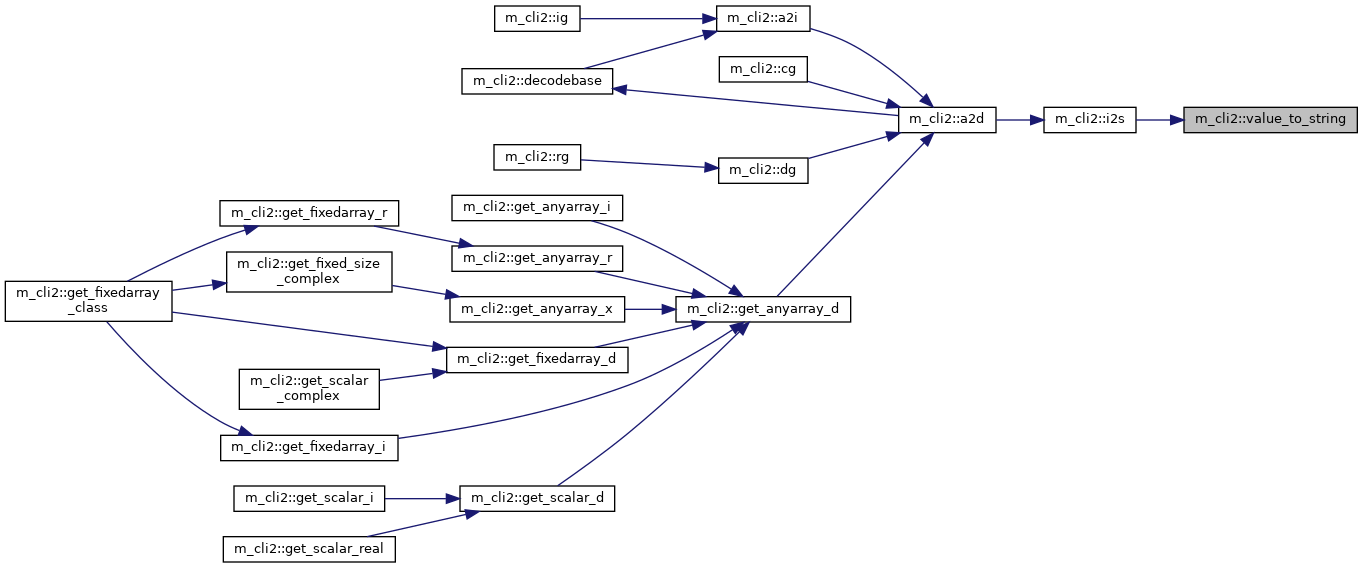 m_cli2::ig
m_cli2::a2i
m_cli2::decodebase
m_cli2::cg
m_cli2::a2d
m_cli2::i2s
m_cli2::value_to_string
m_cli2::rg
m_cli2::dg
m_cli2::get_fixedarray_r
m_cli2::get_anyarray_i
m_cli2::get_anyarray_r
m_cli2::get_fixed_size
_complex
m_cli2::get_fixedarray
_class
m_cli2::get_anyarray_x
m_cli2::get_anyarray_d
m_cli2::get_fixedarray_d
m_cli2::get_scalar
_complex
m_cli2::get_fixedarray_i
m_cli2::get_scalar_i
m_cli2::get_scalar_d
m_cli2::get_scalar_real